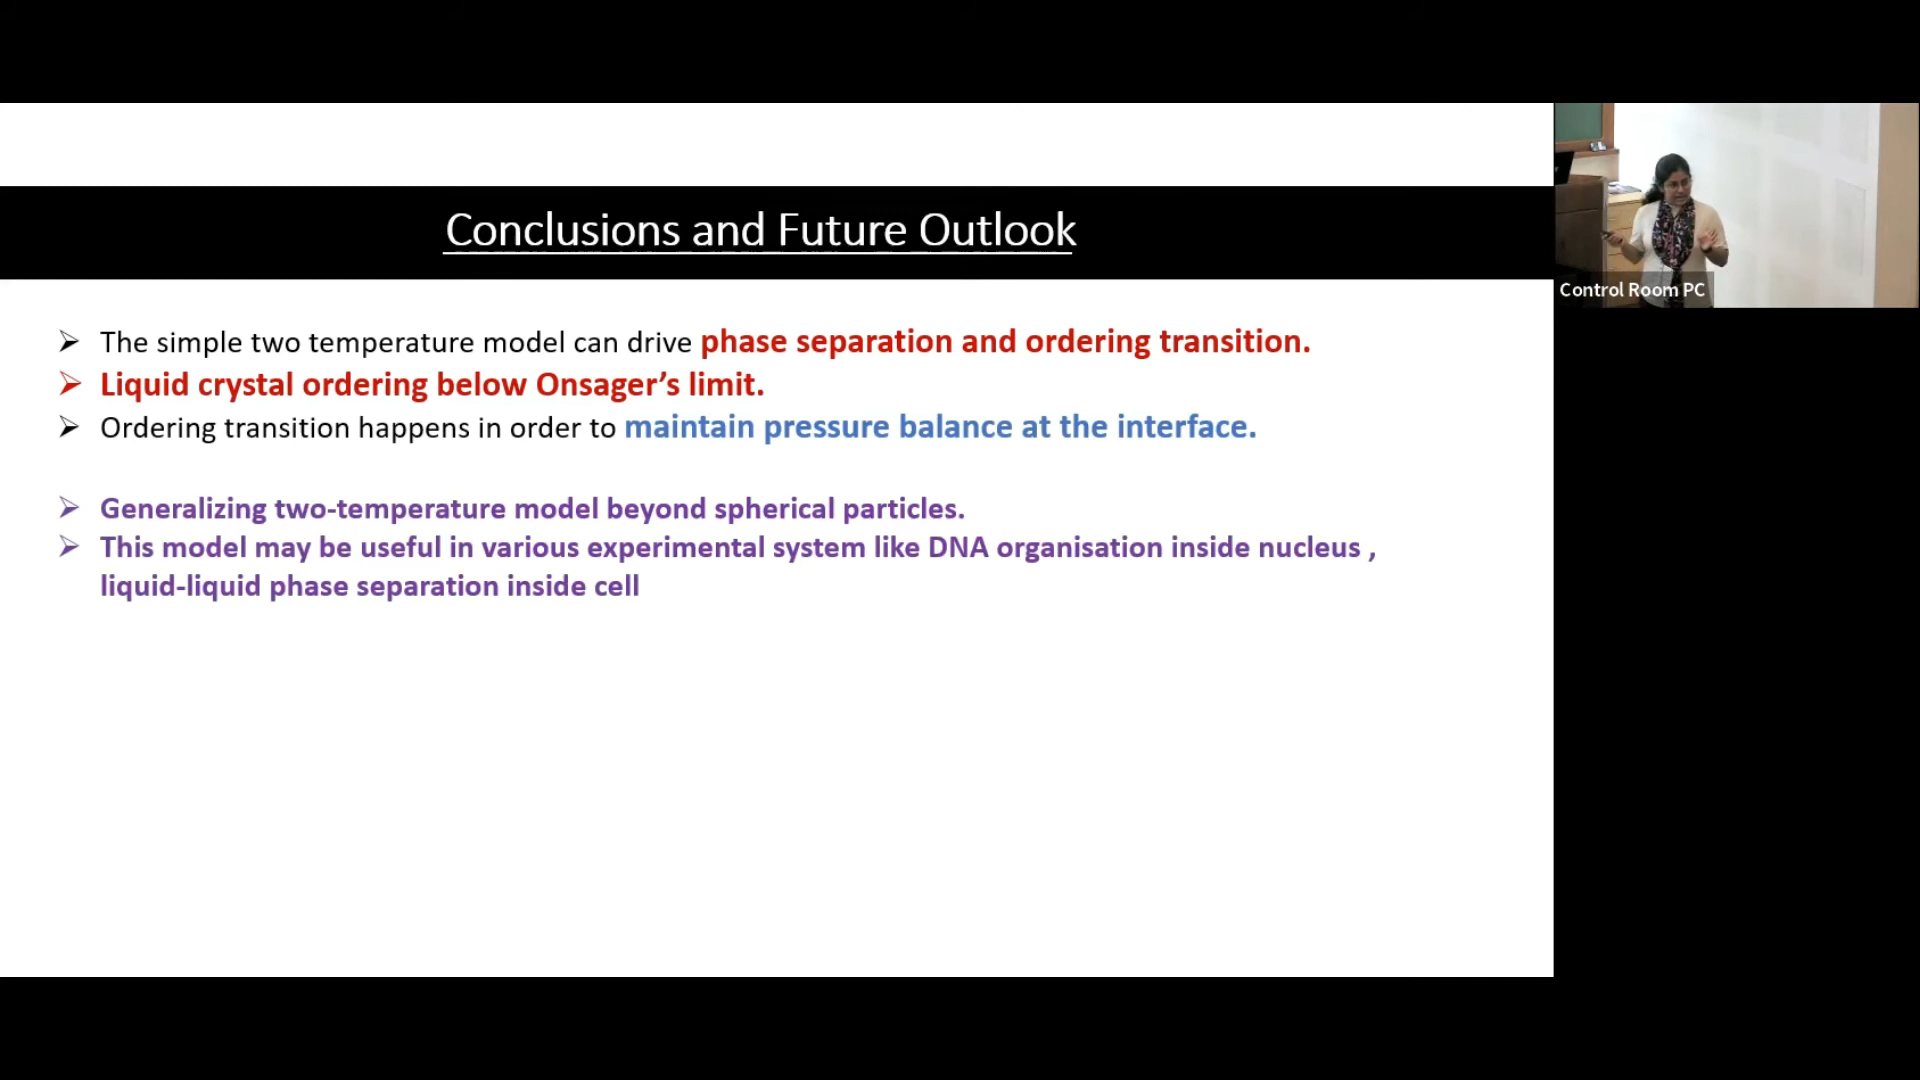 Conclusions and Future Outlook
Control Room PC
➢ The simple two temperature model can drive phase separation and ordering transition.
➢ Liquid crystal ordering below Onsager’s limit.
➢ Ordering transition happens in order to maintain pressure balance at the interface.
➢ Generalizing two-temperature model beyond spherical particles.
➢ This model may be useful in various experimental system like DNA organisation inside nucleus ,
liquid-liquid phase separation inside cell